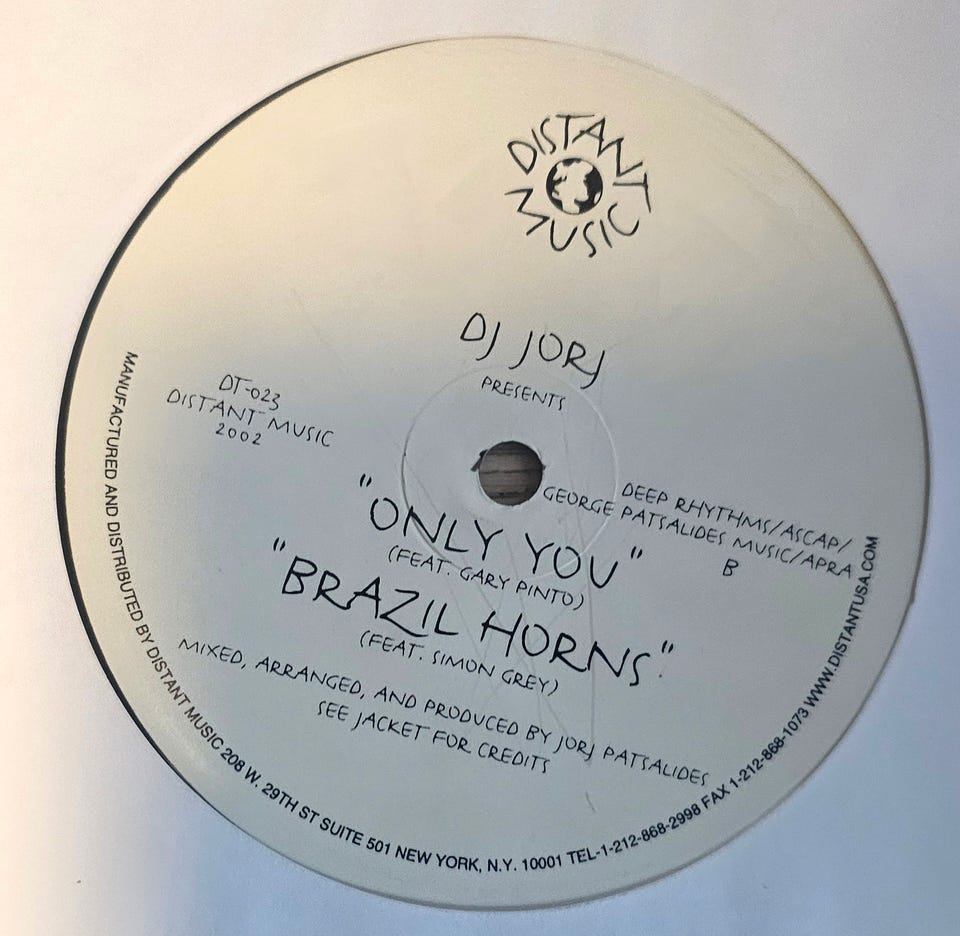 DISTANT
MUSIC
DJ JORJ
PRESENTS
DT-023
DISTANT MUSIC
2002
DEEP RHYTHMS/ASCAP/
GEORGE PATSALIDES MUSIC/APRA
B
"ONLY YOU"
(FEAT. GARY PINTO)
"BRAZIL HORNS"
(FEAT. SIMON GREY)
MIXED, ARRANGED, AND PRODUCED BY JORJ PATSALIDES
SEE JACKET FOR CREDITS
MANUFACTURED AND DISTRIBUTED BY DISTANT MUSIC 208 W. 29TH ST SUITE 501 NEW YORK, N.Y. 10001 TEL-1-212-868-2998 FAX 1-212-868-1073 WWW.DISTANTUSA.COM